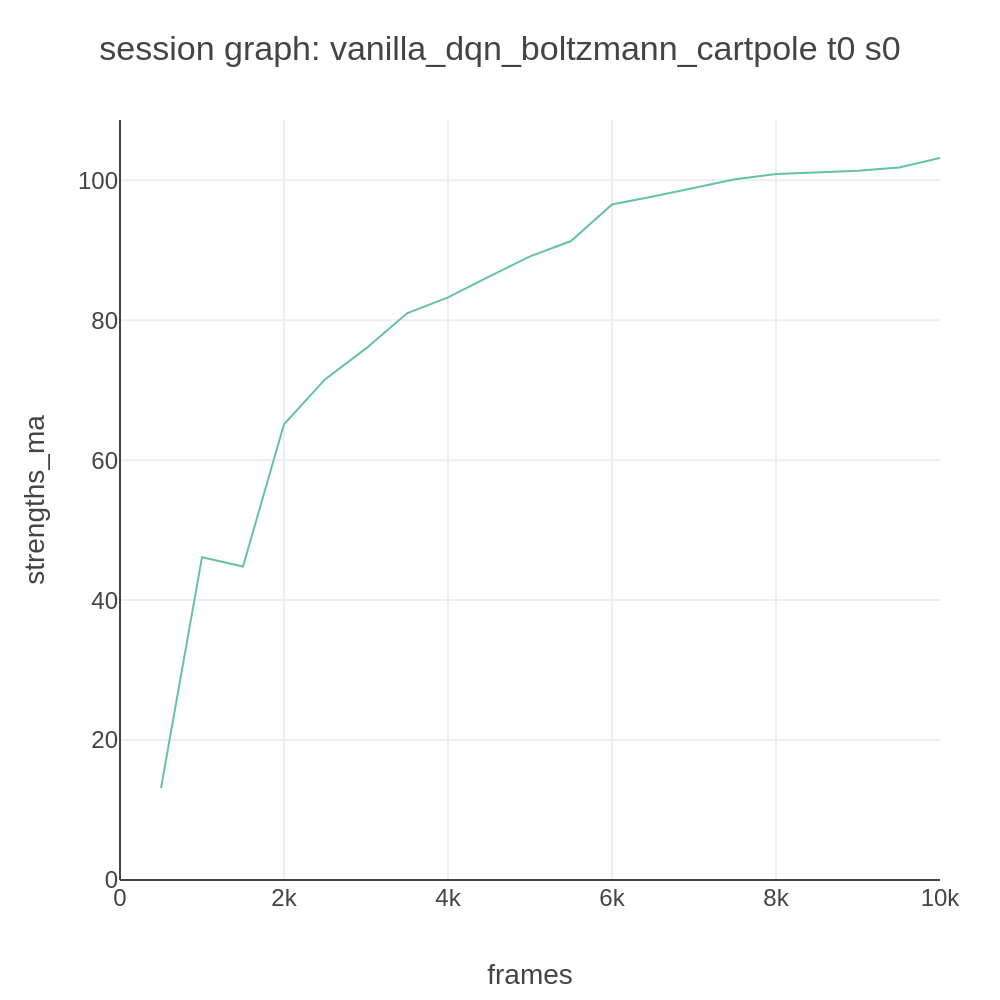 session graph: vanilla_dqn_boltzmann_cartpole t0 s0
100
80
60
40
20
0
strengths_ma
0 2k 4k 6k 8k 10k
frames